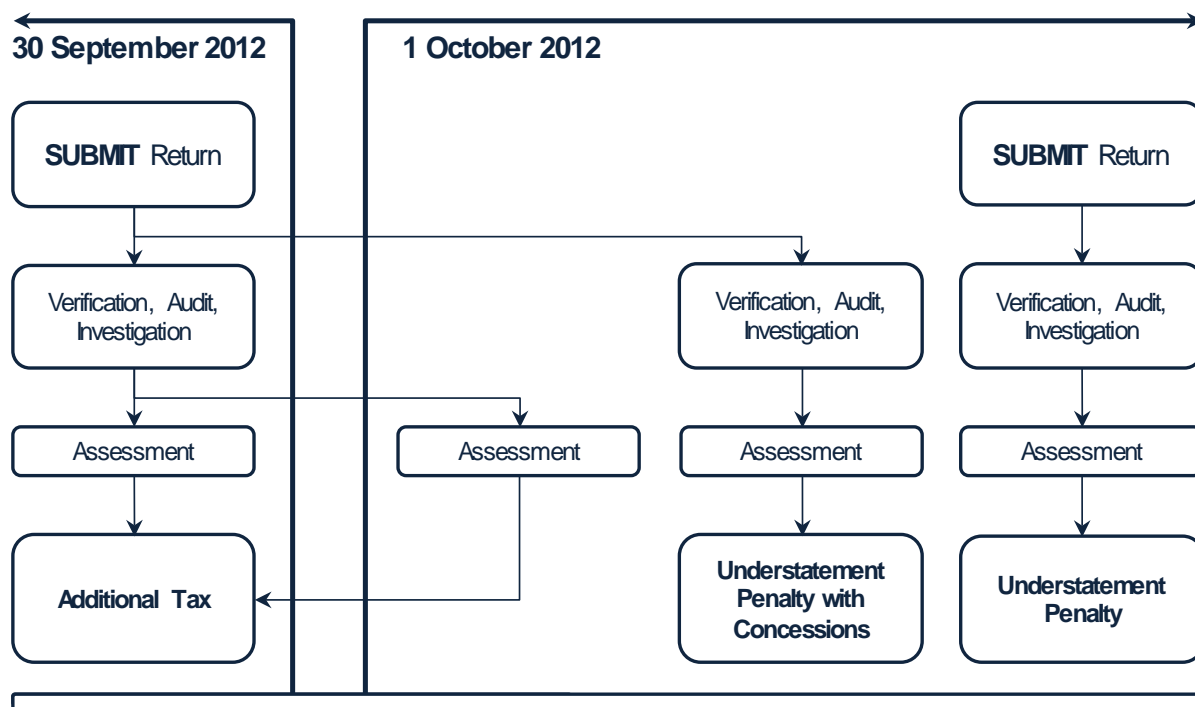 30 September 2012
1 October 2012
SUBMIT Return
SUBMIT Return
Verification, Audit,
Investigation
Verification, Audit,
Investigation
Verification, Audit,
Investigation
Assessment
Assessment
Assessment
Assessment
Additional Tax
Understatement
Penalty with
Concessions
Understatement
Penalty